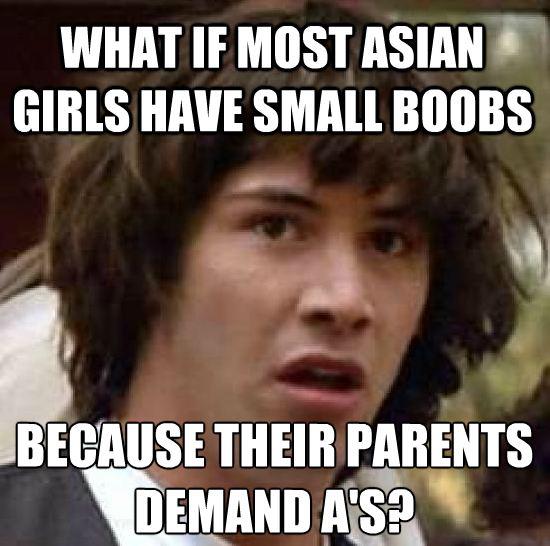 WHAT IF MOST ASIAN
GIRLS HAVE SMALL BOOBS
BECAUSE THEIR PARENTS
DEMAND A'S?